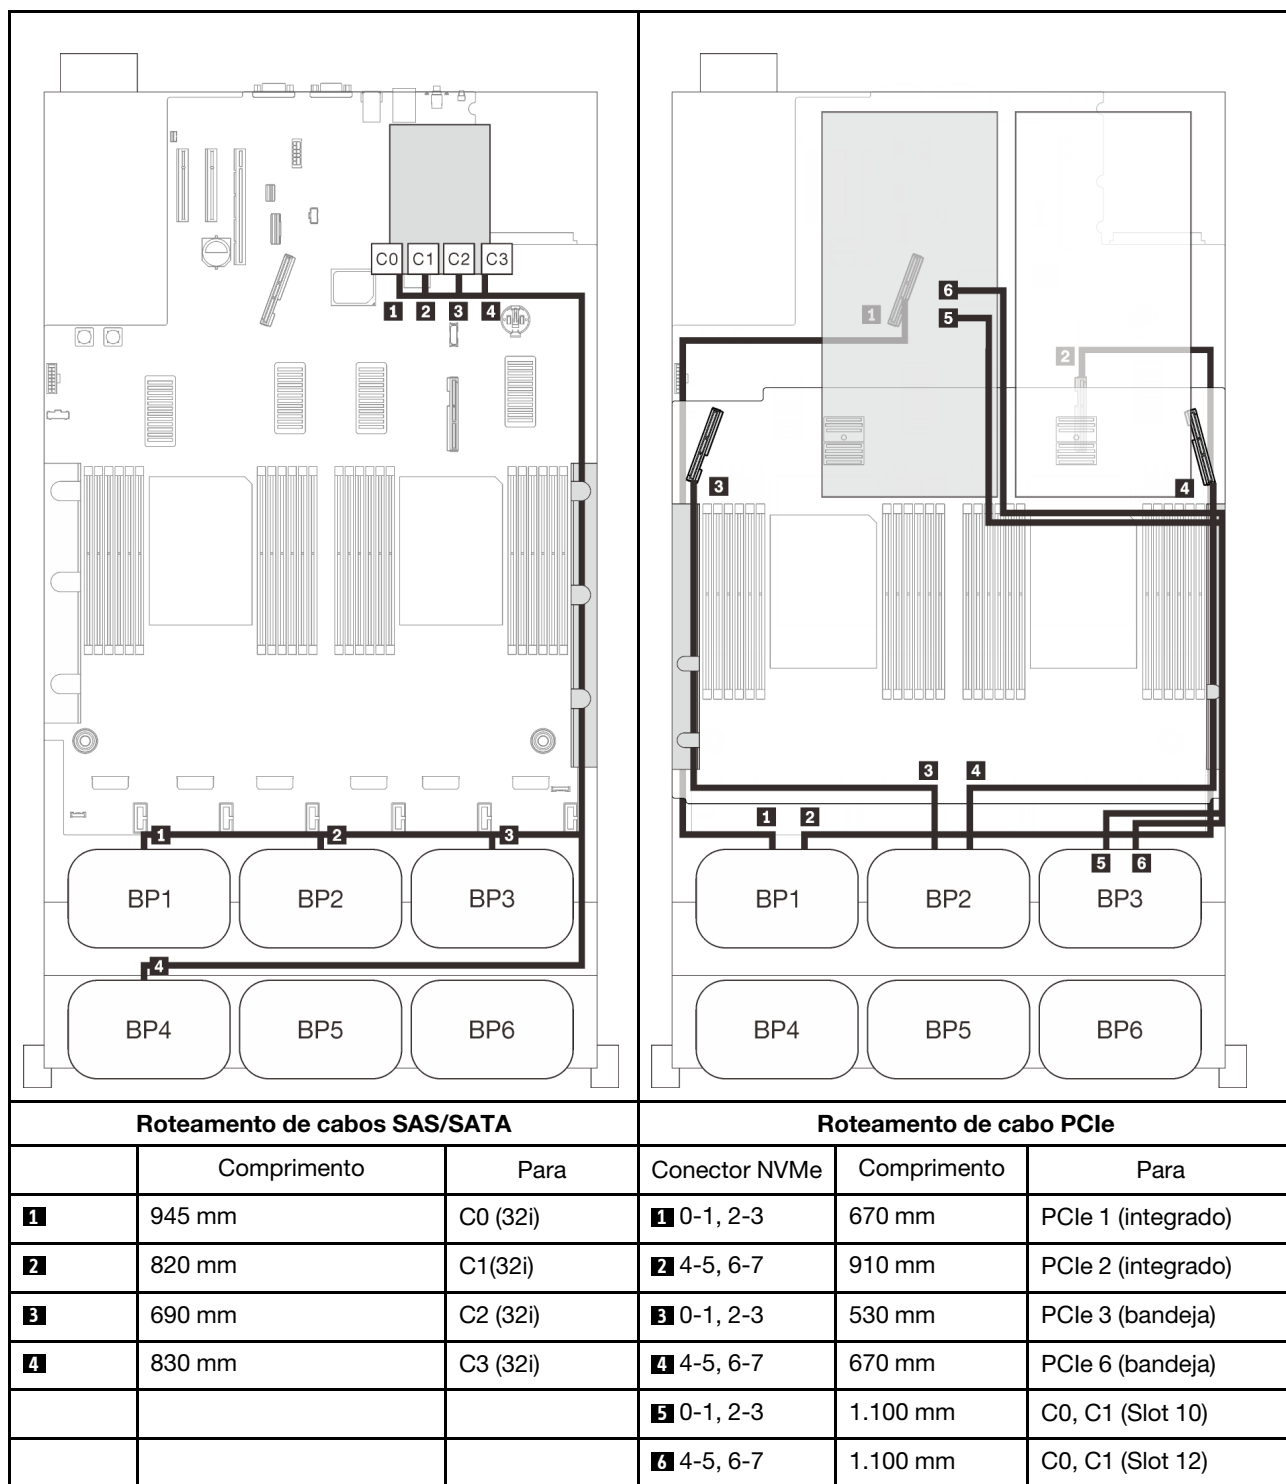 C0 C1 C2 C3
1 2 3 4
1 2 3
BP1 BP2 BP3
4
BP4 BP5 BP6
6
1 5
2
3 4
3 4
1 2
5 6
BP1 BP2 BP3
BP4 BP5 BP6
Roteamento de cabos SAS/SATA Roteamento de cabo PCIe
Comprimento Para Conector NVMe Comprimento Para
1 945 mm C0 (32i) 1 0-1, 2-3 670 mm PCIe 1 (integrado)
2 820 mm C1(32i) 2 4-5, 6-7 910 mm PCIe 2 (integrado)
3 690 mm C2 (32i) 3 0-1, 2-3 530 mm PCIe 3 (bandeja)
4 830 mm C3 (32i) 4 4-5, 6-7 670 mm PCIe 6 (bandeja)
5 0-1, 2-3 1.100 mm C0, C1 (Slot 10)
6 4-5, 6-7 1.100 mm C0, C1 (Slot 12)